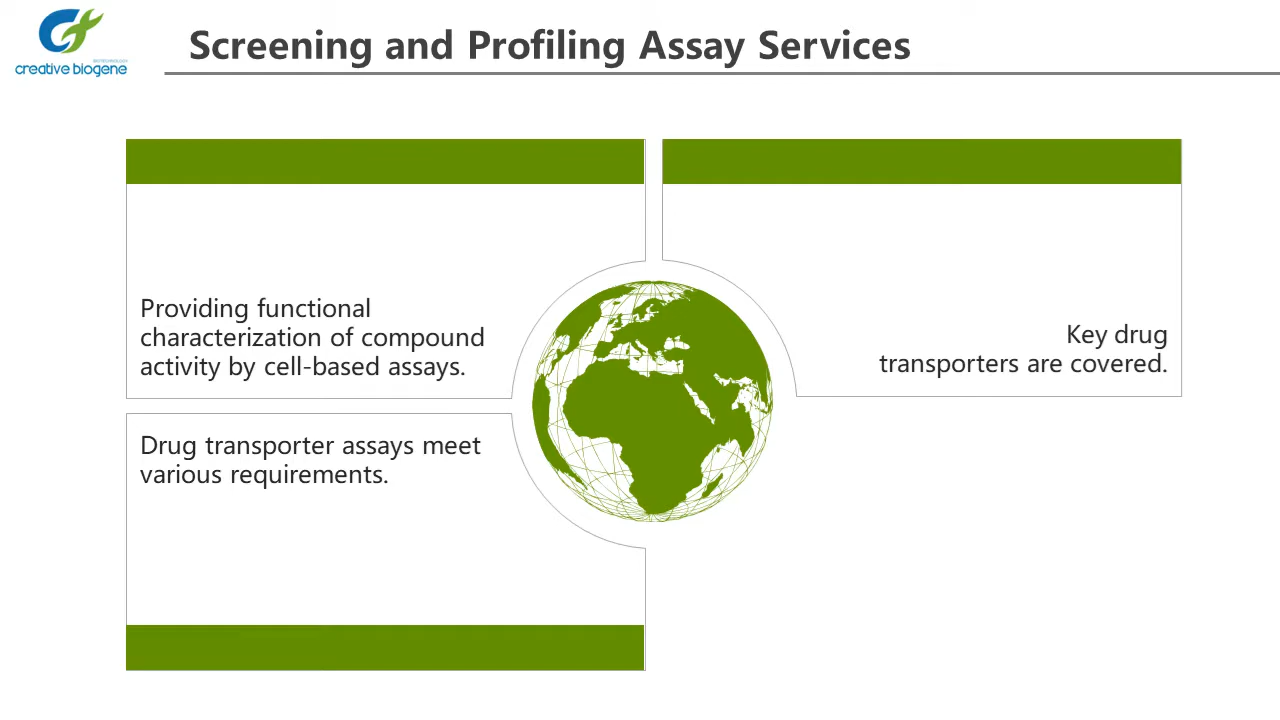 Screening and Profiling Assay Services
creative biogene
Providing functional
characterization of compound
activity by cell-based assays.
Key drug
transporters are covered.
Drug transporter assays meet
various requirements.